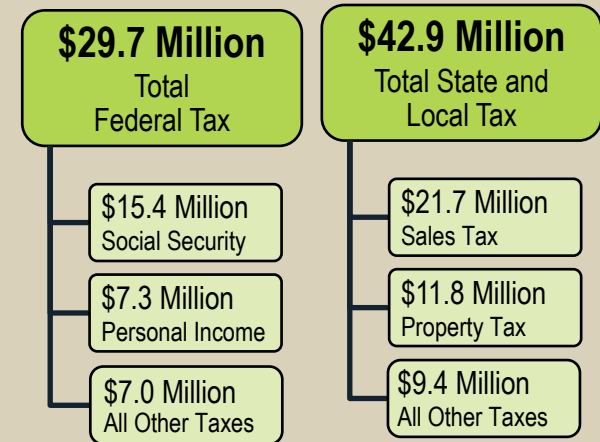 $29.7 Million
Total
Federal Tax
$15.4 Million
Social Security
$7.3 Million
Personal Income
$7.0 Million
All Other Taxes
$42.9 Million
Total State and
Local Tax
$21.7 Million
Sales Tax
$11.8 Million
Property Tax
$9.4 Million
All Other Taxes